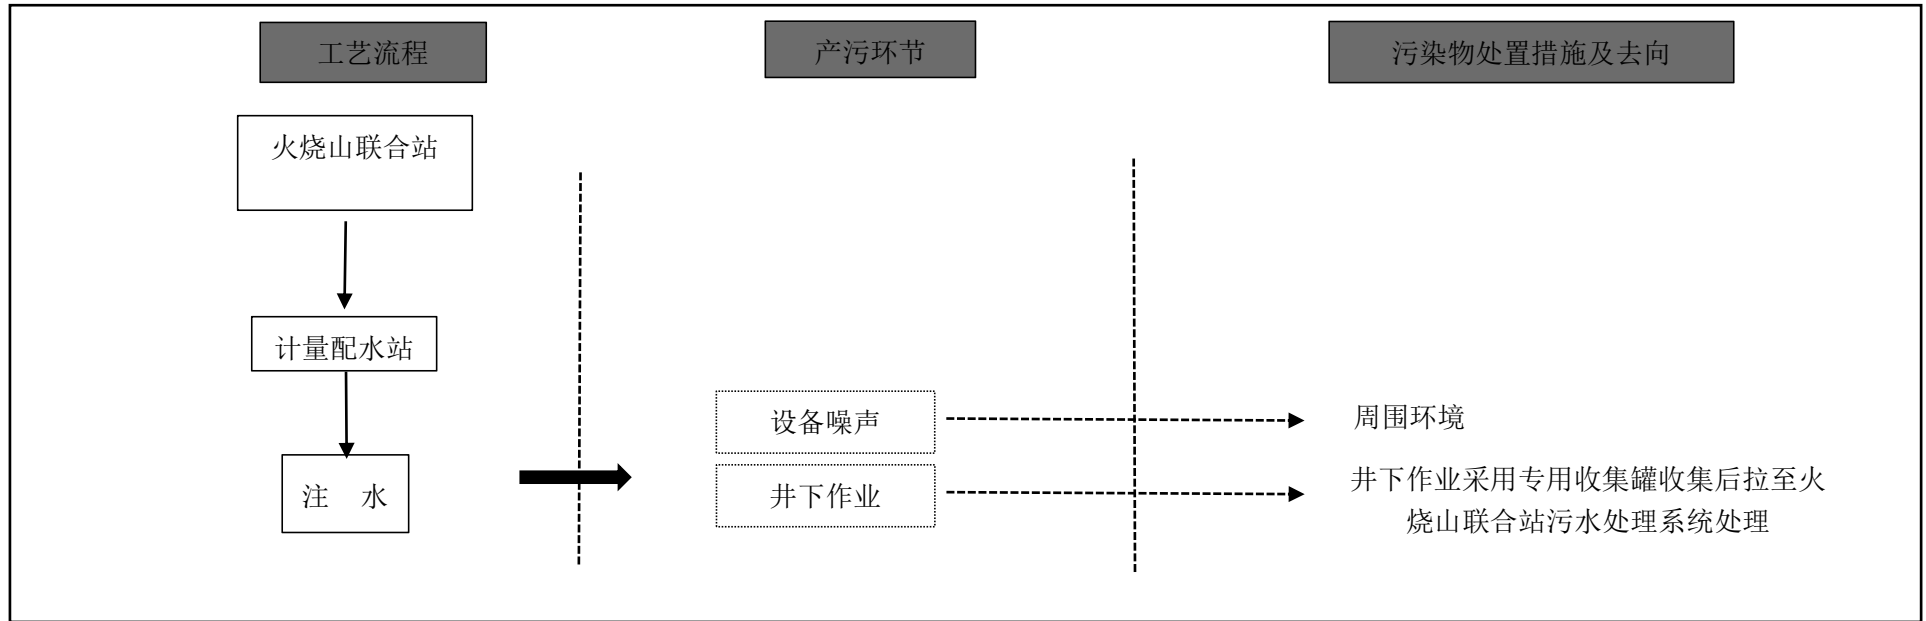 工艺流程
产污环节
污染物处置措施及去向
火烧山联合站
计量配水站
设备噪声
周围环境
注 水
井下作业
井下作业采用专用收集罐收集后拉至火
烧山联合站污水处理系统处理